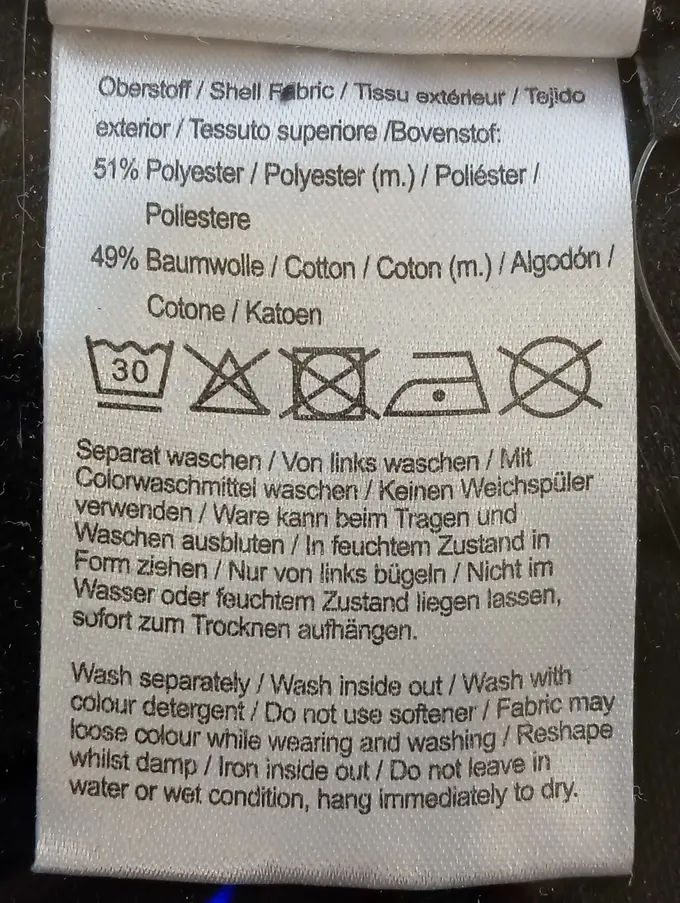 Oberstoff / Shell Fabric / Tissu extérieur / Tejido
exterior / Tessuto superiore /Bovenstof:
51% Polyester / Polyester (m.) / Poliéster /
Poliestere
49% Baumwolle / Cotton / Coton (m.) / Algodón /
Cotone / Katoen
30
Separat waschen / Von links waschen / Mit
Colorwaschmittel waschen / Keinen Weichspüler
verwenden / Ware kann beim Tragen und
Waschen ausbluten / In feuchtem Zustand in
Form ziehen / Nur von links bügeln / Nicht im
Wasser oder feuchtem Zustand liegen lassen,
sofort zum Trocknen aufhängen.
Wash separately / Wash inside out / Wash with
colour detergent / Do not use softener / Fabric may
loose colour while wearing and washing / Reshape
whilst damp / Iron inside out / Do not leave in
water or wet condition, hang immediately to dry.